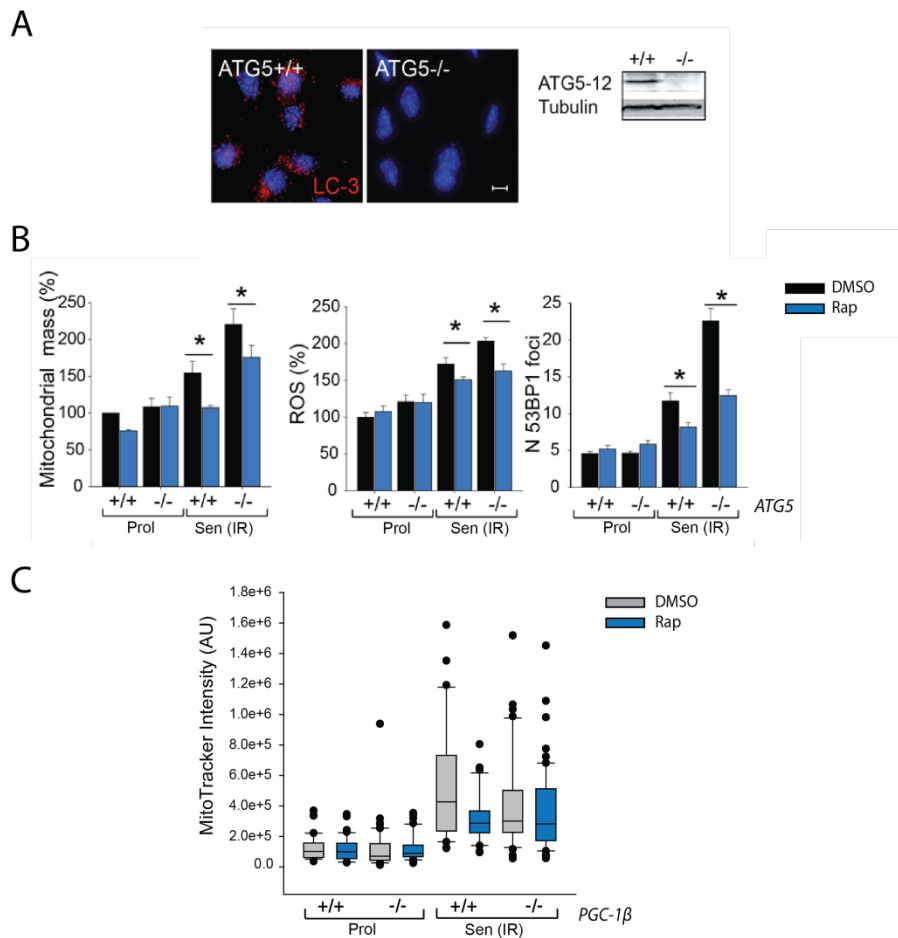 A
ATG5+/+ ATG5-/-
LC-3
+/+ -/-
ATG5-12
Tubulin
B
Mitochondrial mass (%)
250
200
150
100
50
0
+/+ -/- +/+ -/-
Prol Sen (IR)
ROS (%)
250
200
150
100
50
0
+/+ -/- +/+ -/-
Prol Sen (IR)
N 53BP1 foci
25
20
15
10
5
0
+/+ -/- +/+ -/-
Prol Sen (IR)
* * * * * *
DMSO
Rap
ATG5
C
MitoTracker Intensity (AU)
1.8e+6
1.6e+6
1.4e+6
1.2e+6
1.0e+6
8.0e+5
6.0e+5
4.0e+5
2.0e+5
0.0
DMSO
Rap
+/+ -/- +/+ -/-
Prol Sen (IR)
PGC-1β